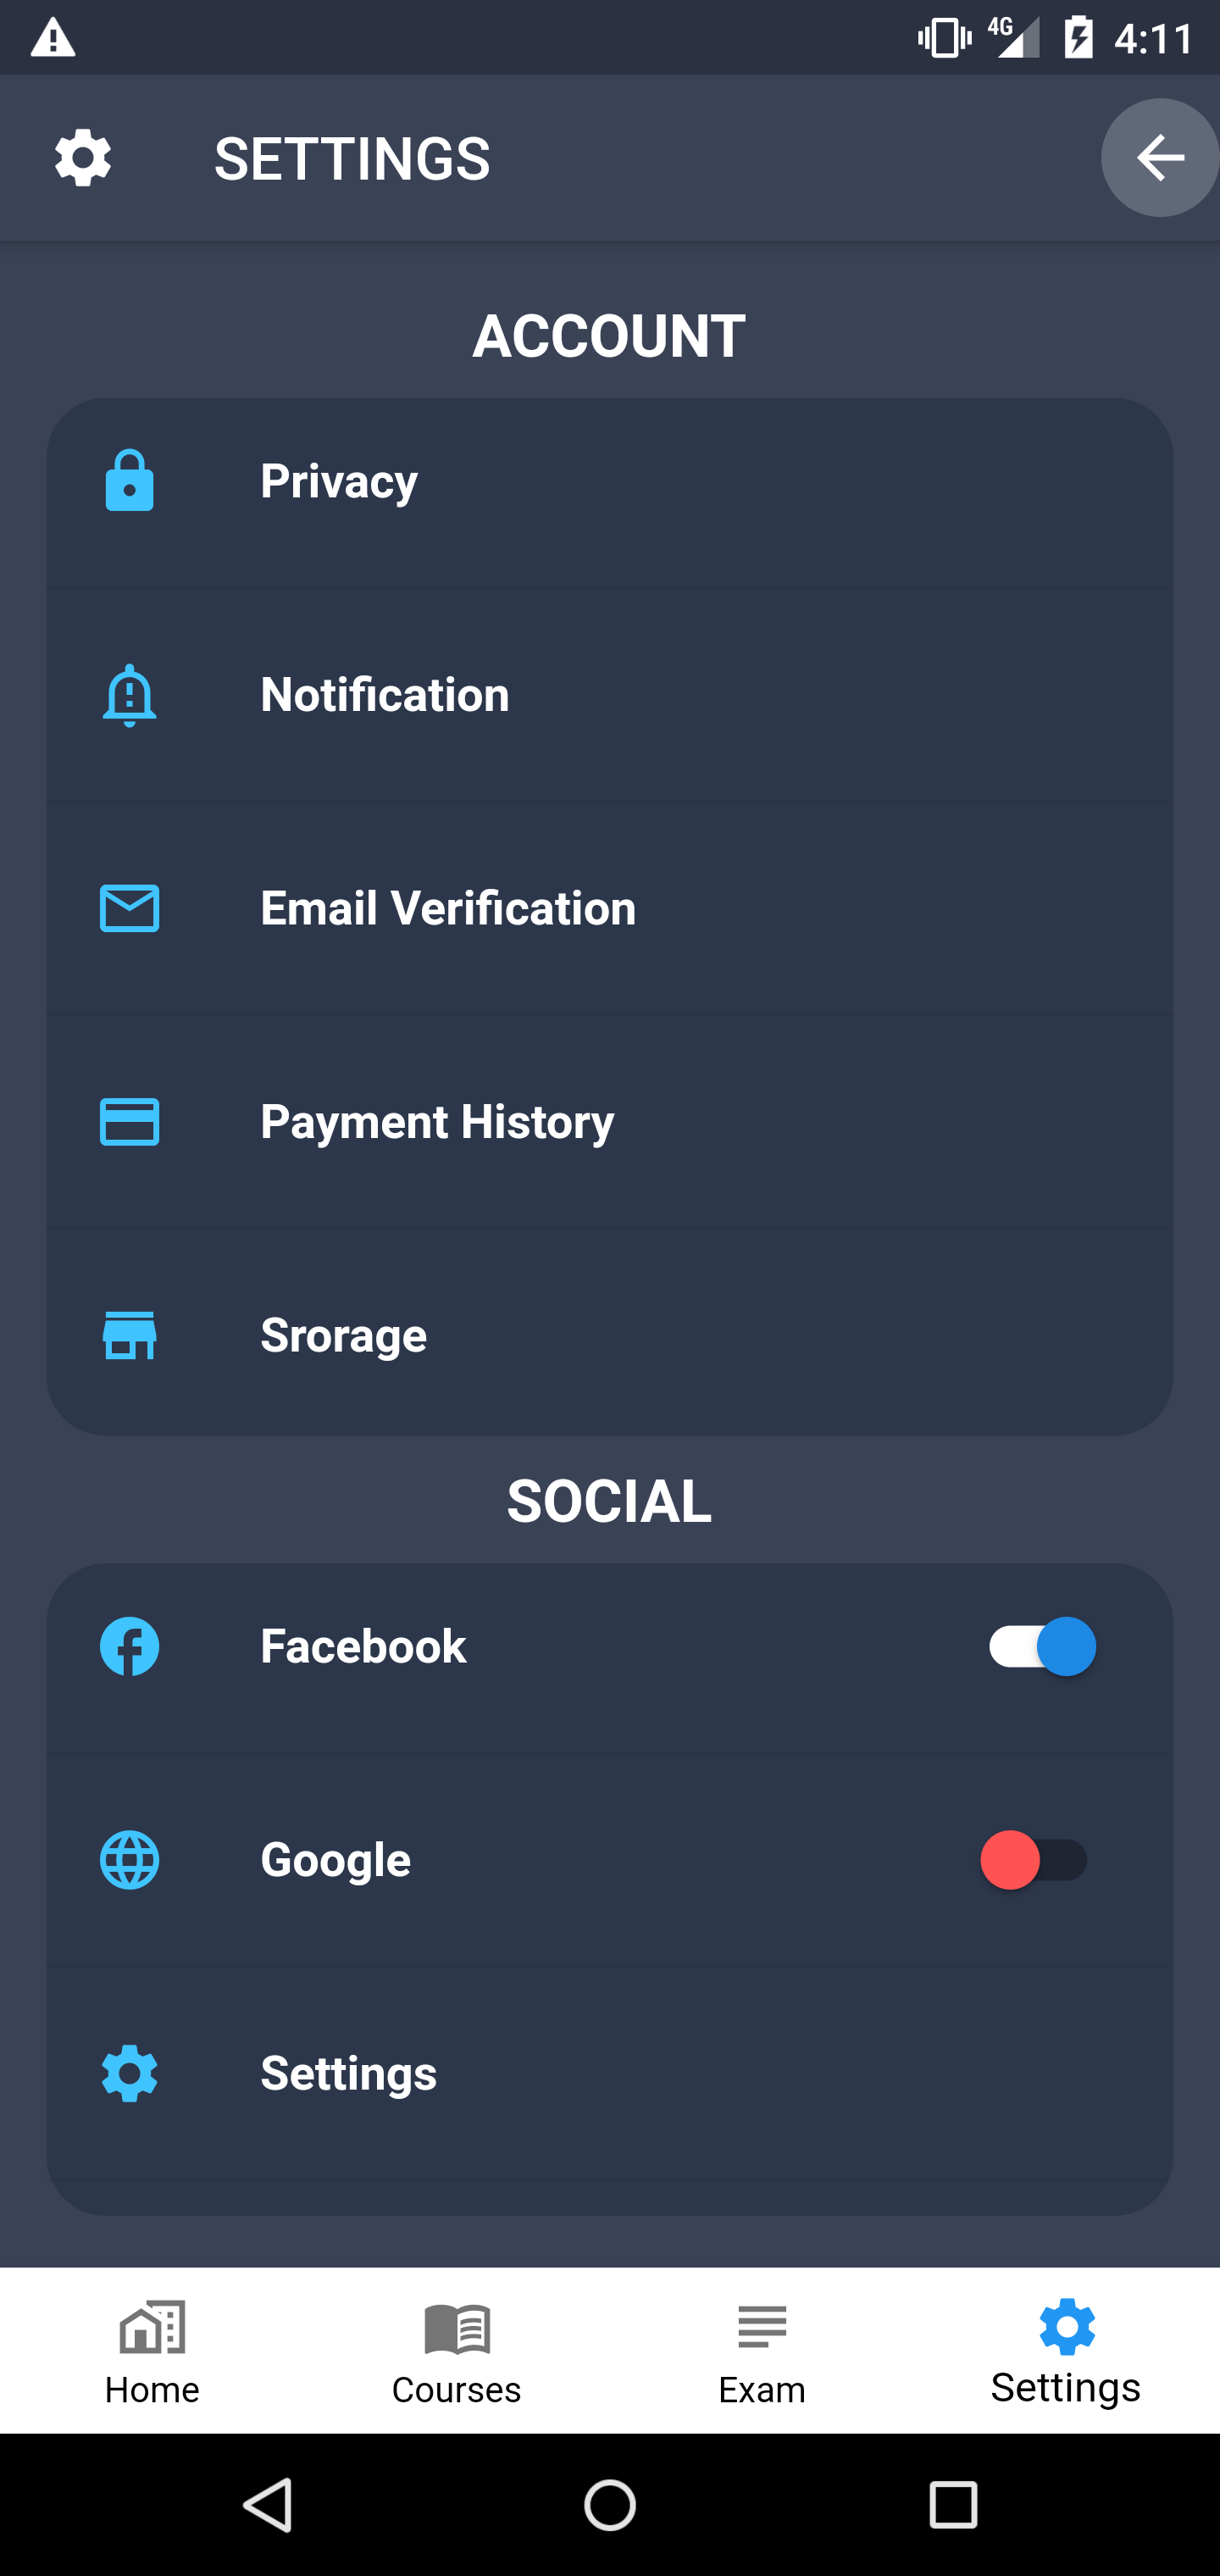 4G 4:11
SETTINGS
ACCOUNT
Privacy
Notification
Email Verification
Payment History
Srorage
SOCIAL
Facebook
Google
Settings
Home Courses Exam Settings